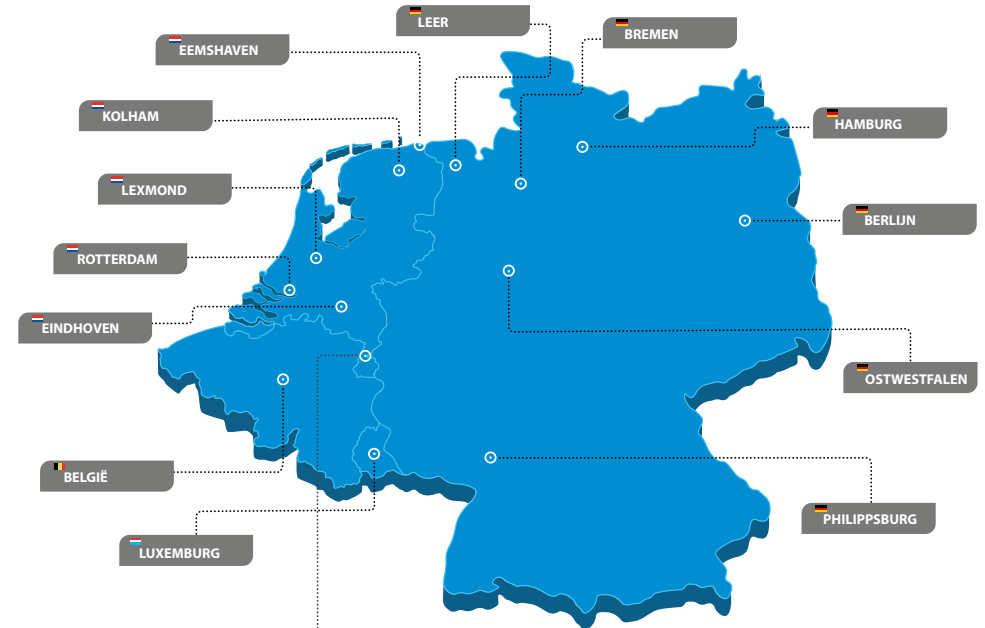 LEER
BREMEN
EEMSHAVEN
KOLHAM
HAMBURG
LEXMOND
BERLIJN
ROTTERDAM
EINDHOVEN
OSTWESTFALEN
BELGIË
PHILIPPSBURG
LUXEMBURG